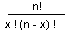 n!
x ! (n - x) !